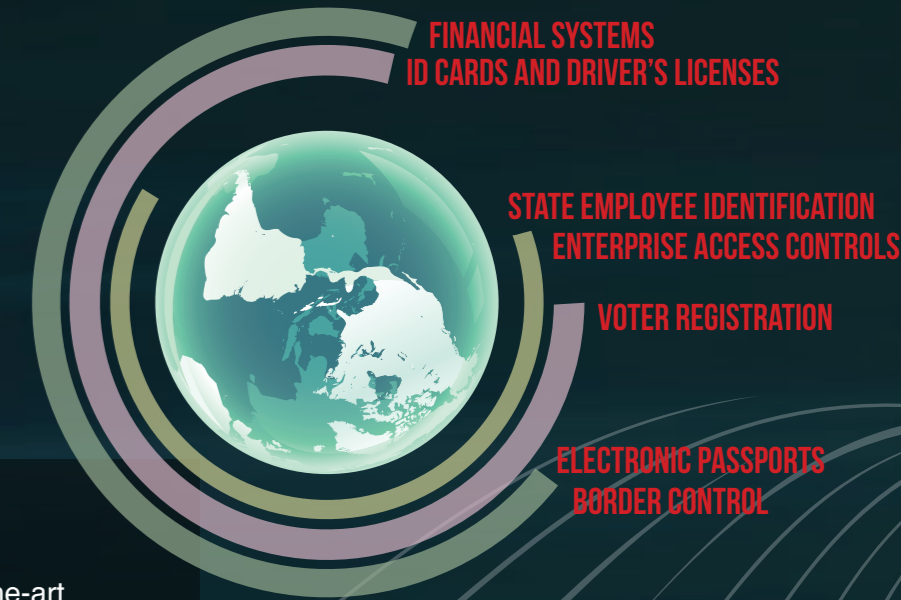 FINANCIAL SYSTEMS
ID CARDS AND DRIVER'S LICENSES
STATE EMPLOYEE IDENTIFICATION
ENTERPRISE ACCESS CONTROLS
VOTER REGISTRATION
ELECTRONIC PASSPORTS
BORDER CONTROL